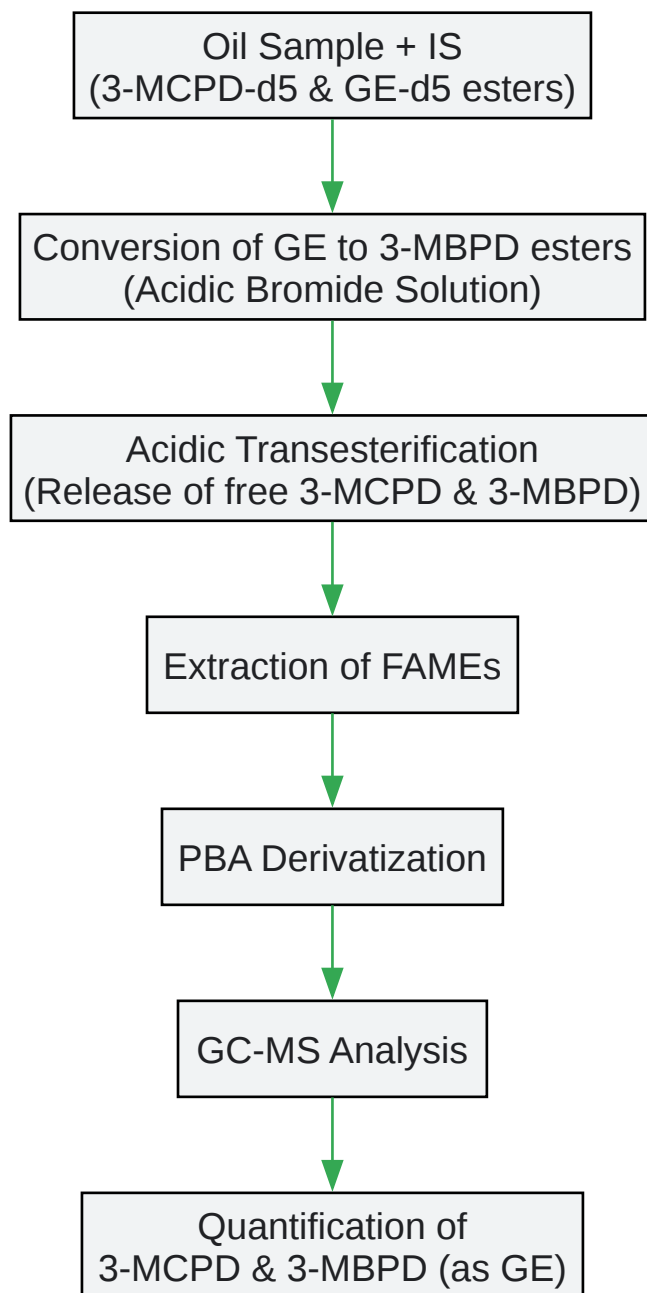 Oil Sample + IS
(3-MCPD-d5 & GE-d5 esters)
Conversion of GE to 3-MBPD esters
(Acidic Bromide Solution)
Acidic Transesterification
(Release of free 3-MCPD & 3-MBPD)
Extraction of FAMEs
PBA Derivatization
GC-MS Analysis
Quantification of
3-MCPD & 3-MBPD (as GE)